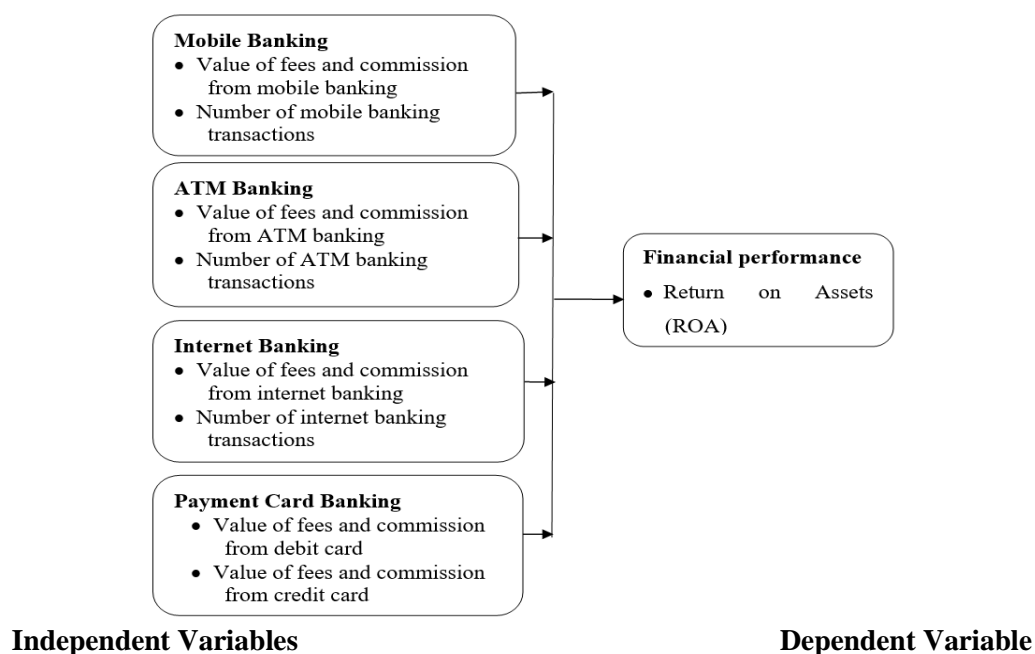 Mobile Banking
• Value of fees and commission
from mobile banking
• Number of mobile banking
transactions
ATM Banking
• Value of fees and commission
from ATM banking
• Number of ATM banking
transactions
Internet Banking
• Value of fees and commission
from internet banking
• Number of internet banking
transactions
Payment Card Banking
• Value of fees and commission
from debit card
• Value of fees and commission
from credit card
Financial performance
• Return on Assets
(ROA)
Independent Variables
Dependent Variable